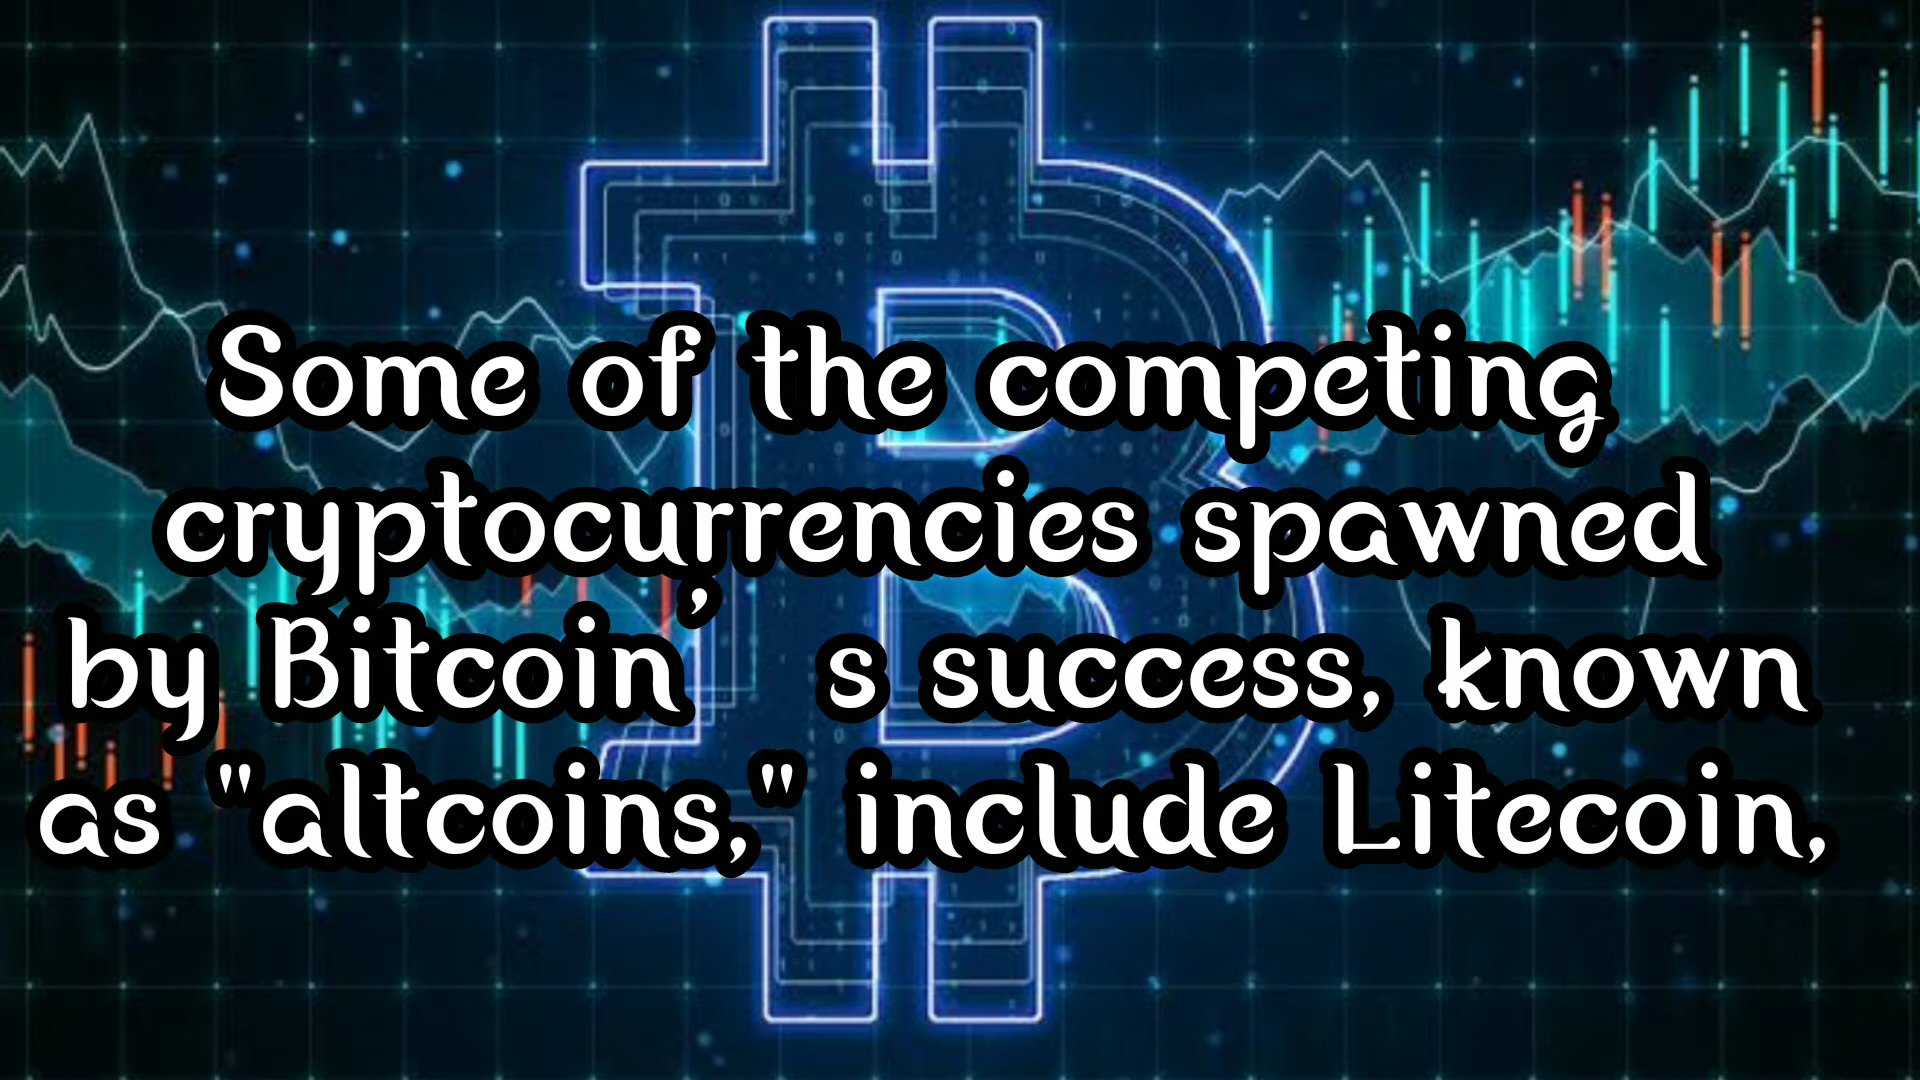 Some of the competing
cryptocurrencies spawned
by Bitcoin’ s success, known
as "altcoins," include Litecoin,